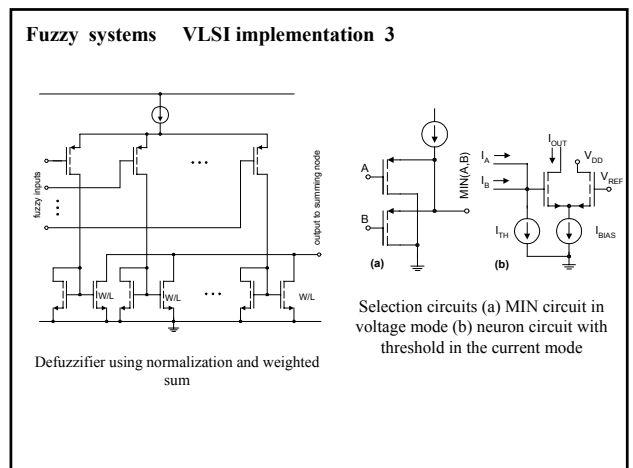 Fuzzy systems VLSI implementation 3
fuzzy inputs
output to summing node
W/L
W/L
W/L
Defuzzifier using normalization and weighted
sum
A
B
MIN(A,B)
(a)
I_A
I_B
I_OUT
V_DD
V_REF
I_TH
I_BIAS
(b)
Selection circuits (a) MIN circuit in
voltage mode (b) neuron circuit with
threshold in the current mode